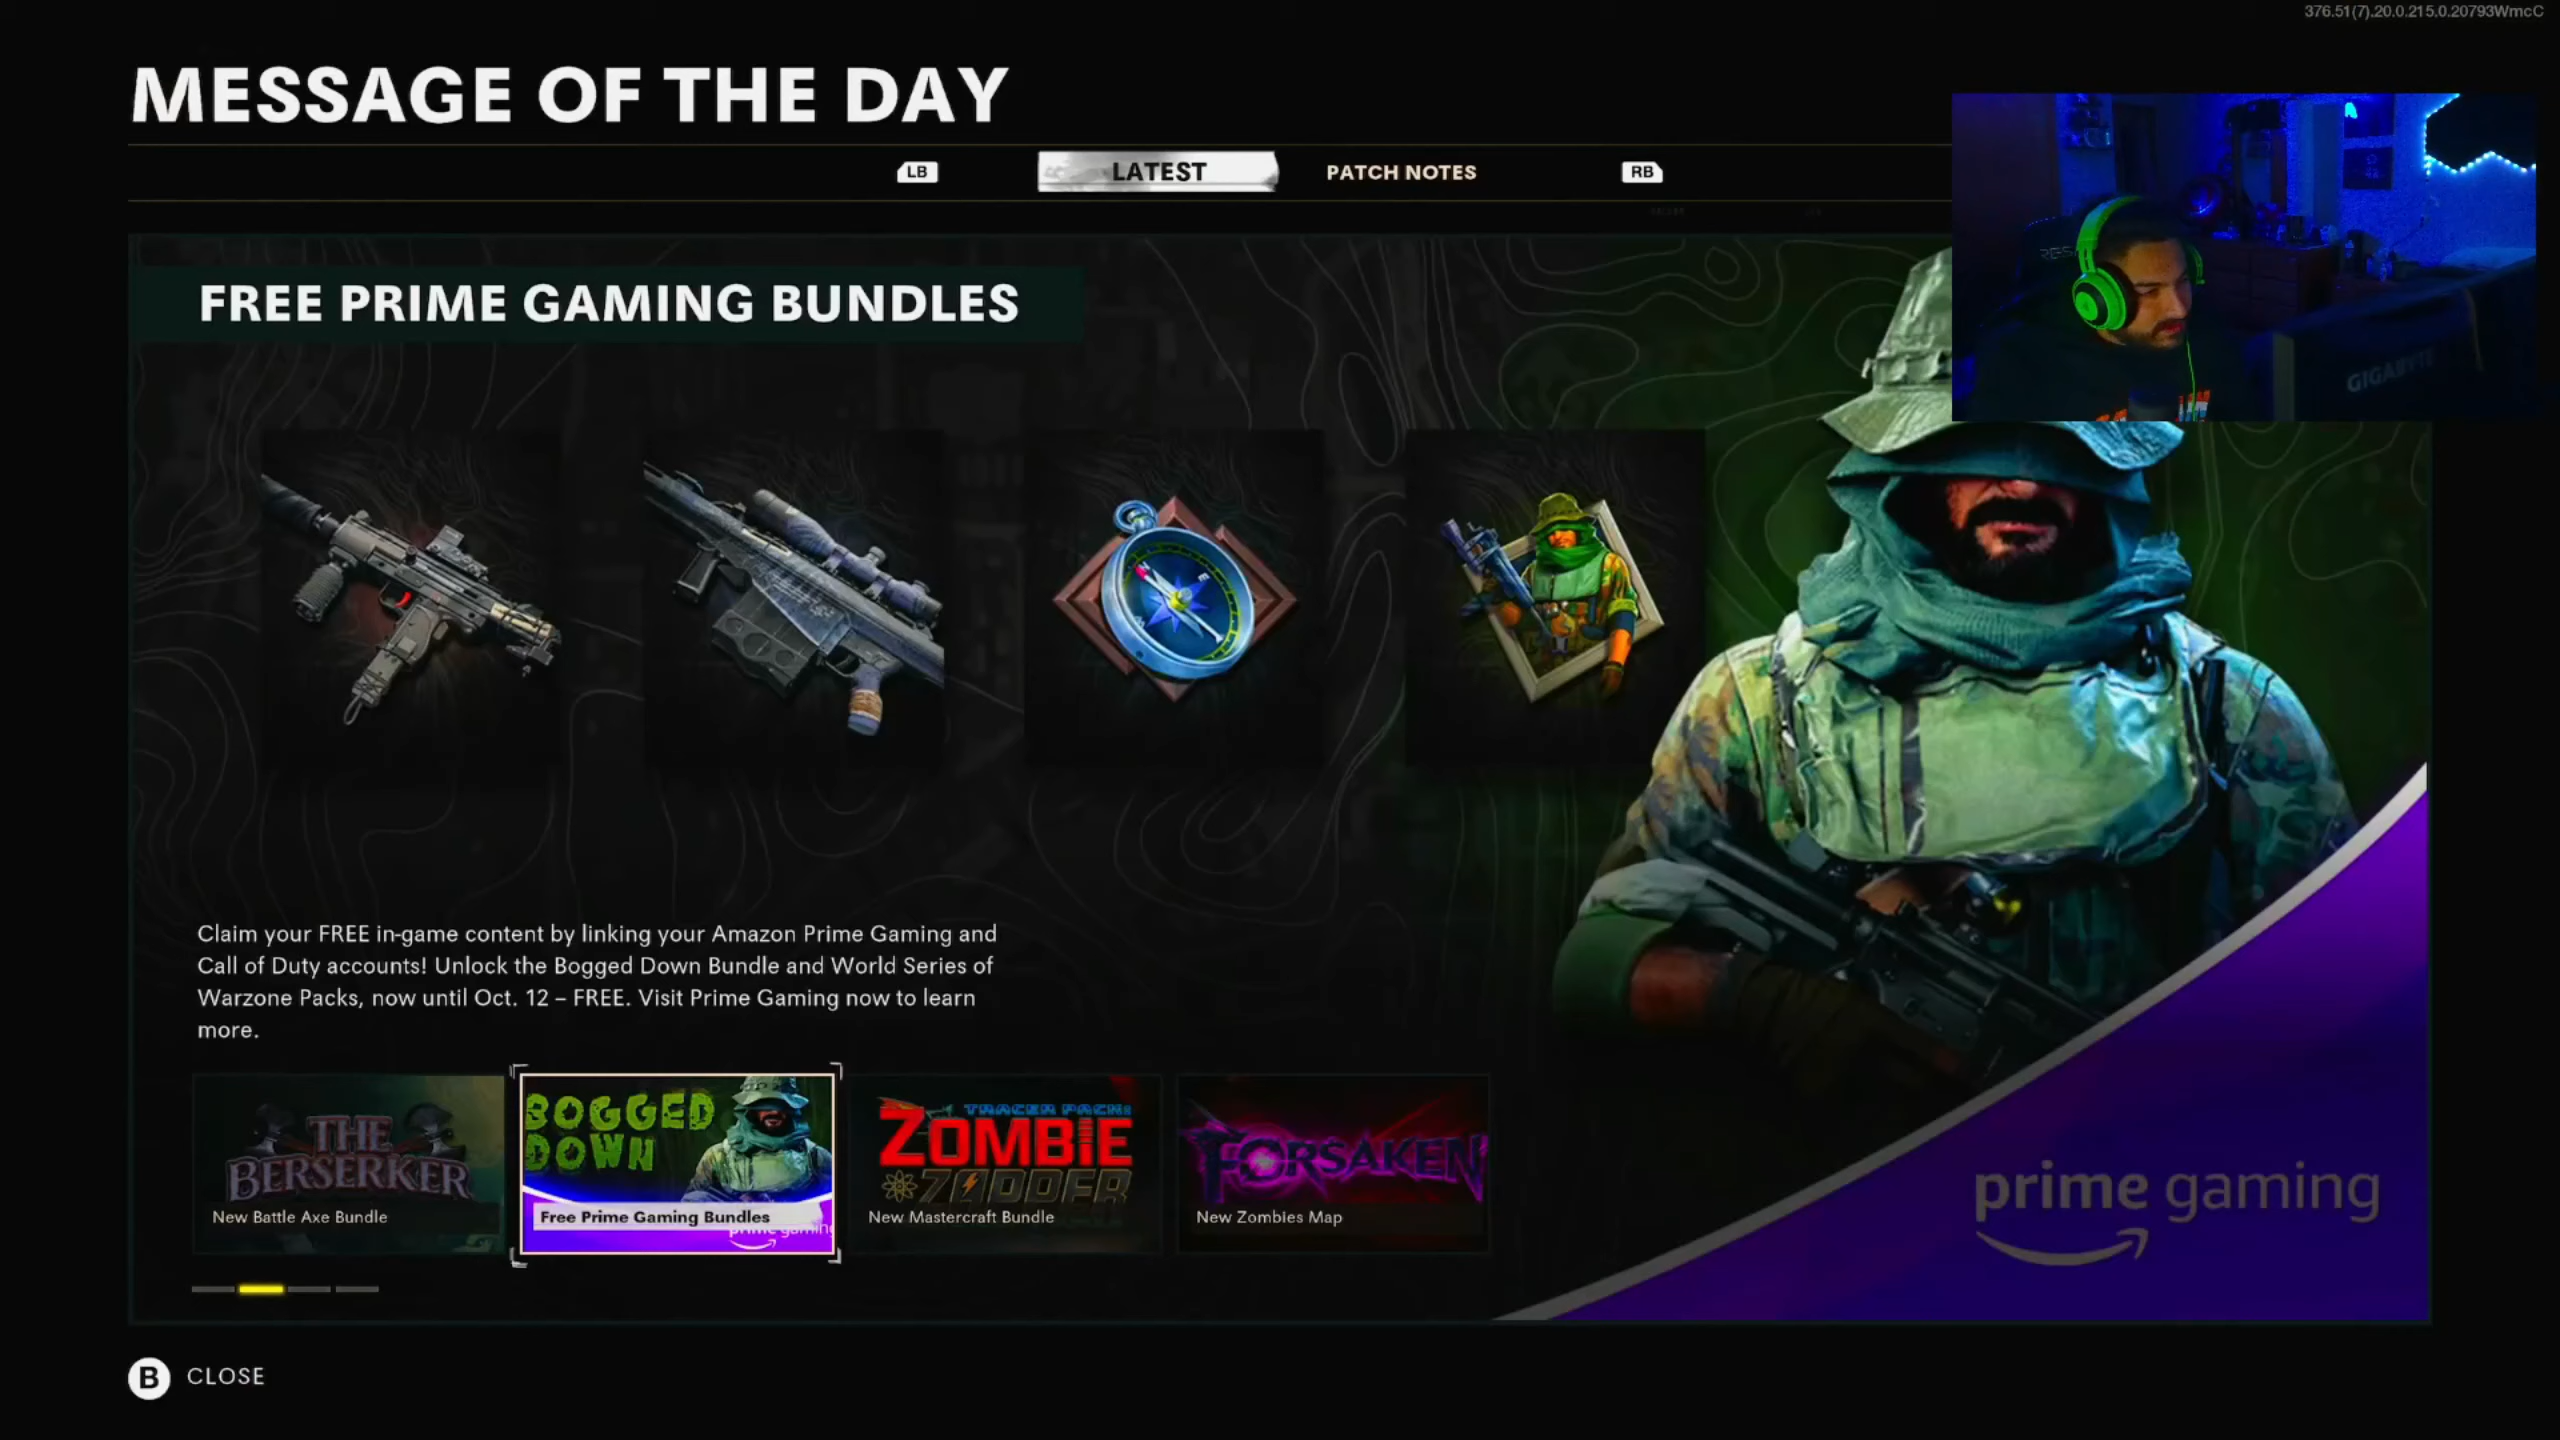 376.51(7).20.0.215.0.20793WmcC
MESSAGE OF THE DAY
LB
LATEST
PATCH NOTES
RB
FREE PRIME GAMING BUNDLES
GIGABYTE
Claim your FREE in-game content by linking your Amazon Prime Gaming and
Call of Duty accounts! Unlock the Bogged Down Bundle and World Series of
Warzone Packs, now until Oct. 12 – FREE. Visit Prime Gaming now to learn
more.
THE
BERSERKER
New Battle Axe Bundle
BOGGED
DOWN
Free Prime Gaming Bundles
prime gaming
TRACER PACK:
ZOMBIE
New Mastercraft Bundle
FORSAKEN
New Zombies Map
prime gaming
B CLOSE